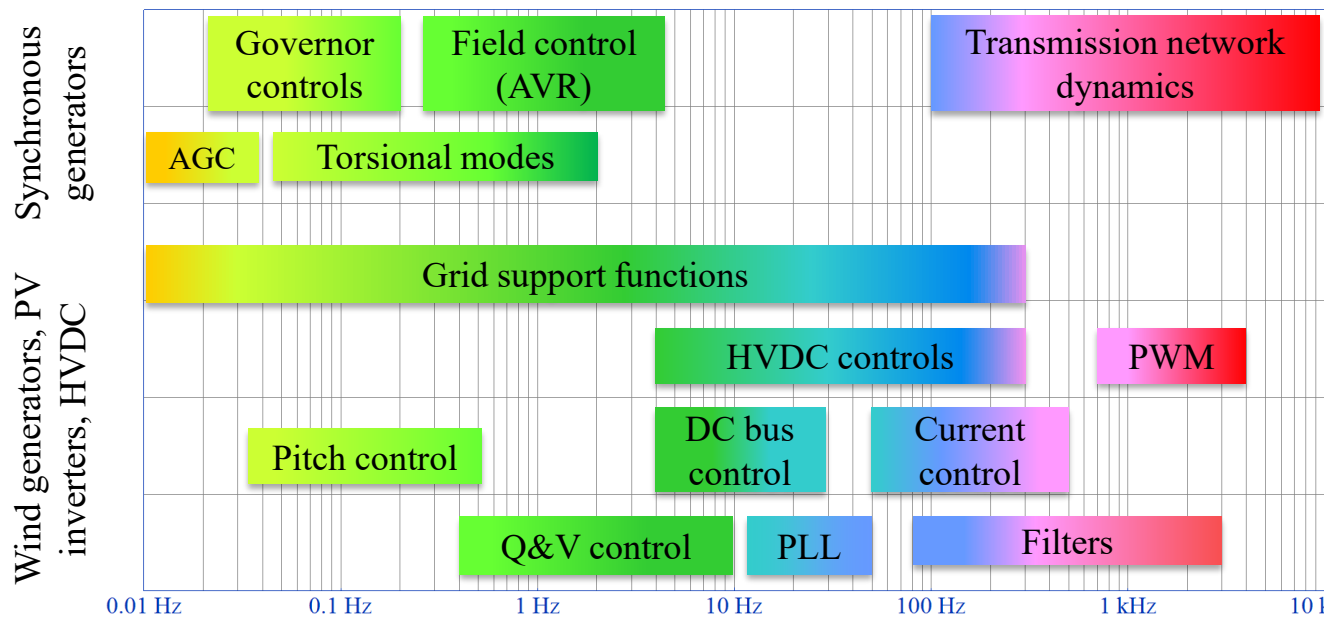 Synchronous
generators
Governor
controls
Field control
(AVR)
Transmission network
dynamics
AGC
Torsional modes
Wind generators, PV
inverters, HVDC
Grid support functions
HVDC controls
PWM
Pitch control
DC bus
control
Current
control
Q&V control
PLL
Filters
0.01 Hz
0.1 Hz
1 Hz
10 Hz
100 Hz
1 kHz
10 k